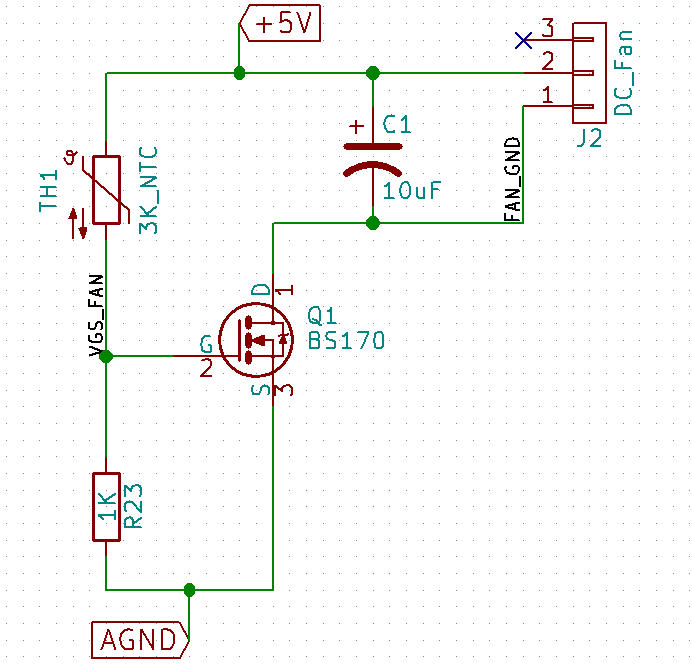 +5V
3
2
1
DC_Fan
J2
+
C1
10uF
FAN_GND
TH1
3K_NTC
VGS_FAN
D
1
Q1
BS170
G
2
S
3
1K
R23
AGND